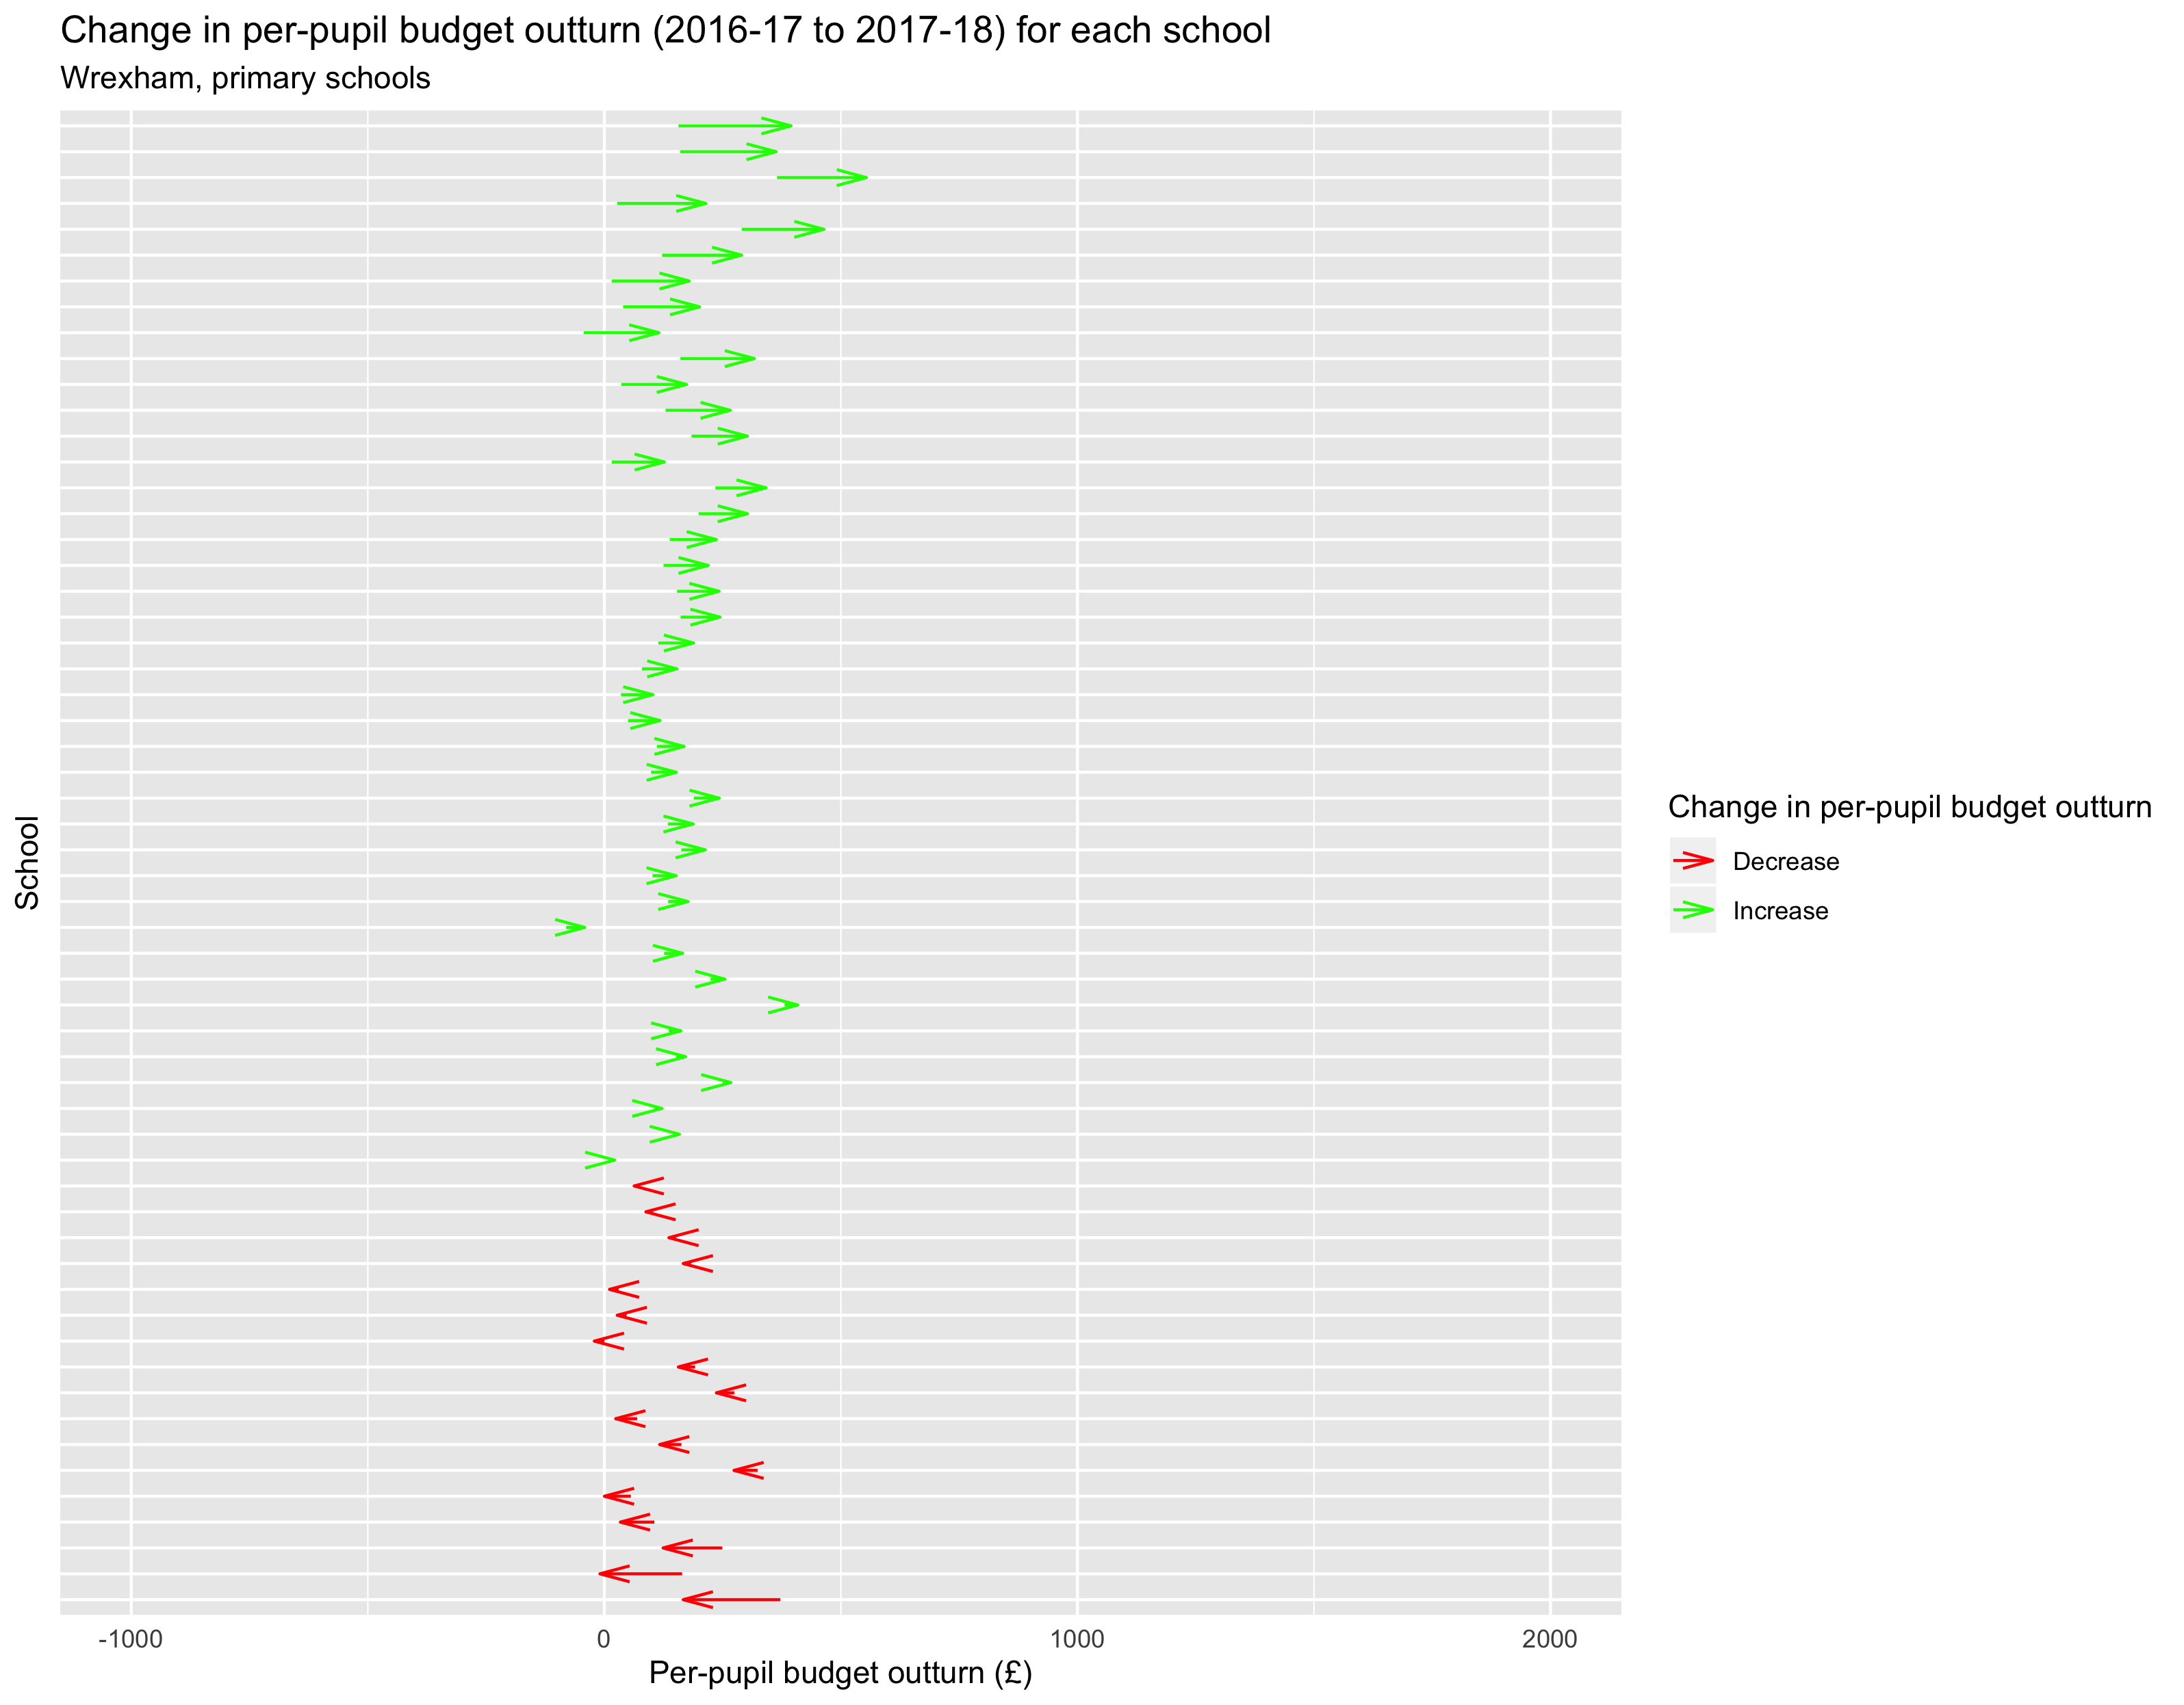 Change in per-pupil budget outturn (2016-17 to 2017-18) for each school
Wrexham, primary schools
School
Change in per-pupil budget outturn
Decrease
Increase
-1000
0
1000
2000
Per-pupil budget outturn (£)